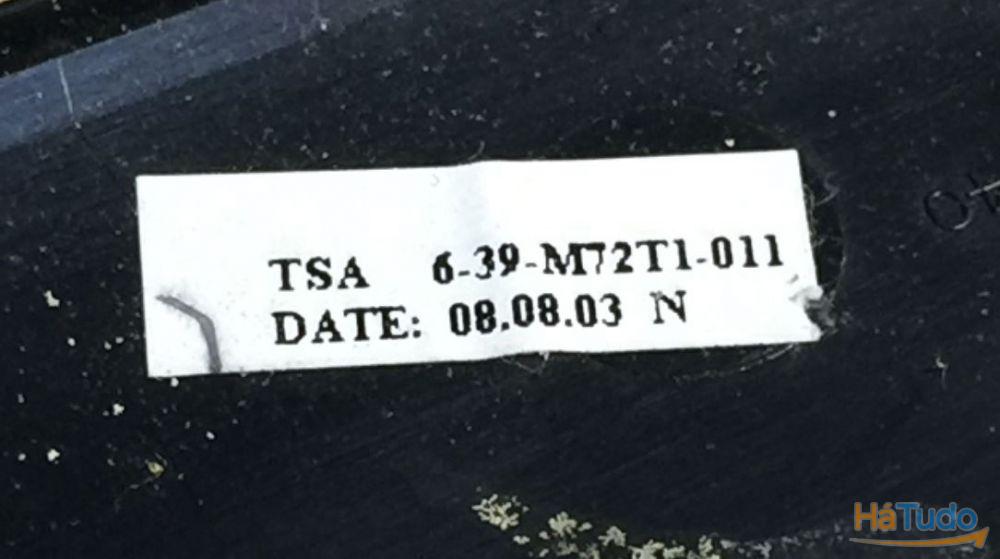 TSA 6-39-M72T1-011
DATE: 08.08.03 N
HáTudo